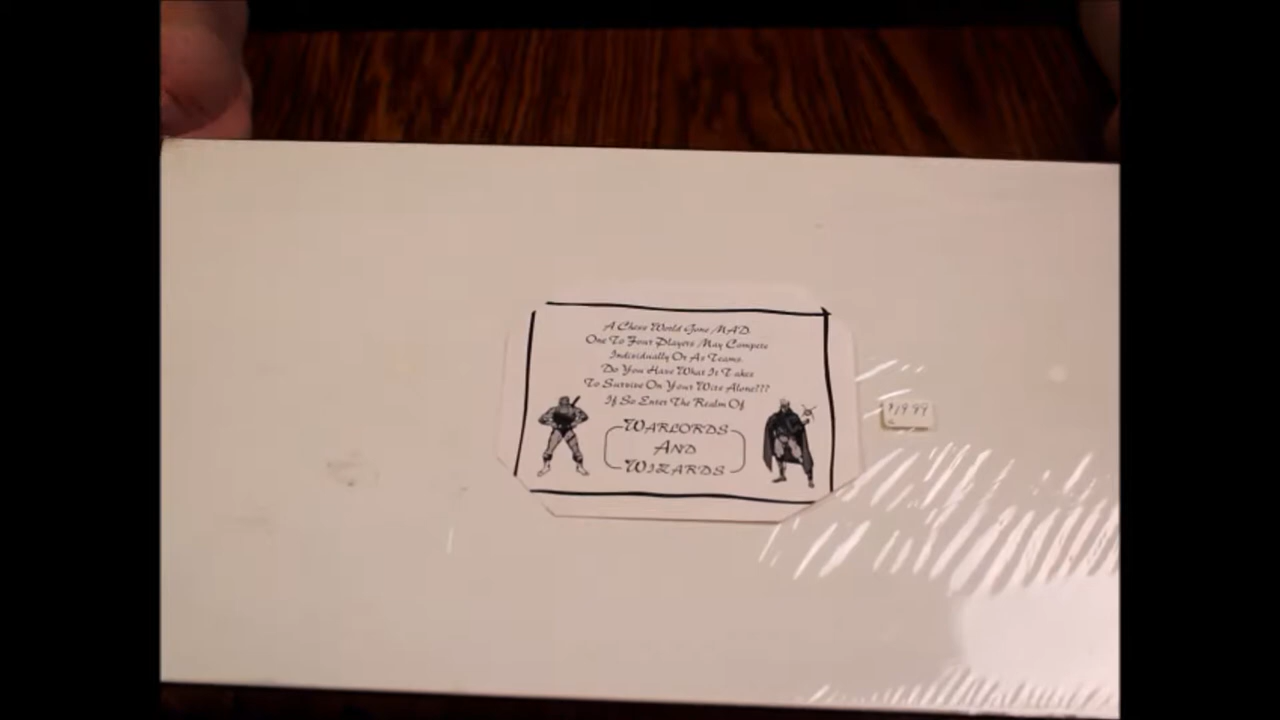 A Chess World Gone MAD.
One To Four Players May Compete
Individually Or As Teams.
Do You Have What It Takes
To Survive On Your Wits Alone???
If So Enter The Realm Of
WARLORDS
AND
WIZARDS
$19.99